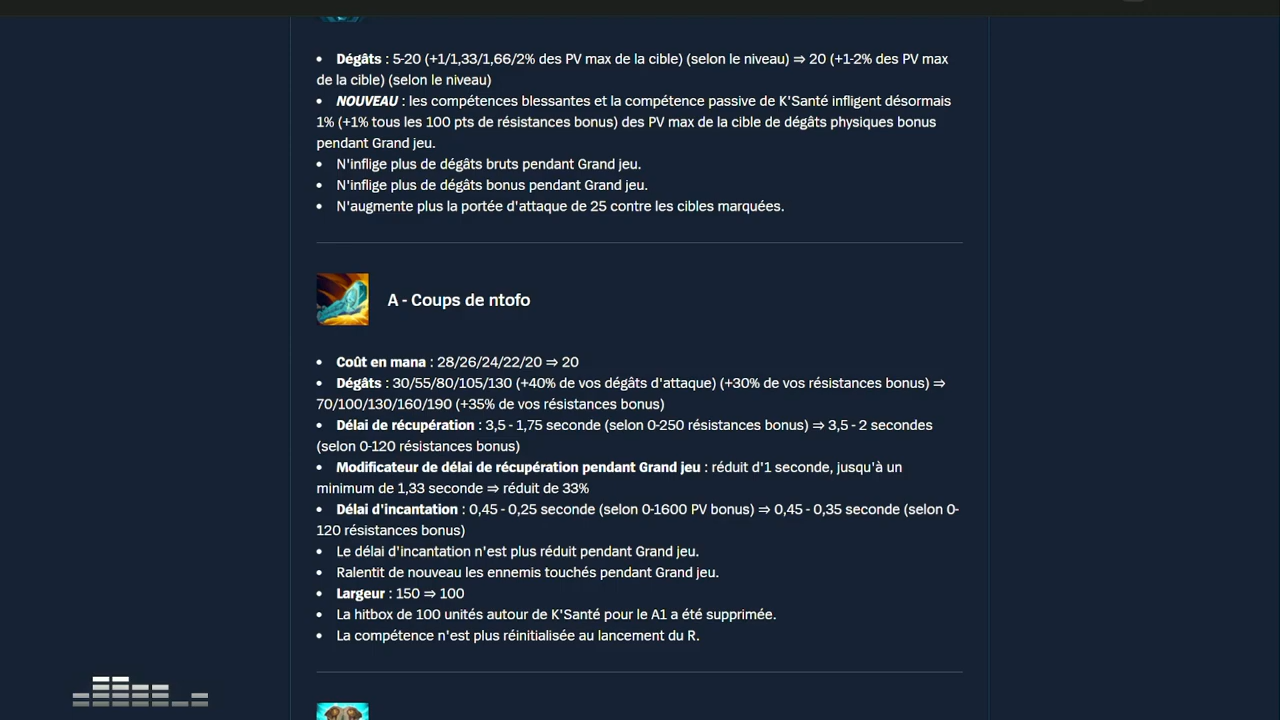 • Dégâts : 5-20 (+1/1,33/1,66/2% des PV max de la cible) (selon le niveau) ⇒ 20 (+1-2% des PV max
de la cible) (selon le niveau)
• NOUVEAU : les compétences blessantes et la compétence passive de K'Santé infligent désormais
1% (+1% tous les 100 pts de résistances bonus) des PV max de la cible de dégâts physiques bonus
pendant Grand jeu.
• N'inflige plus de dégâts bruts pendant Grand jeu.
• N'inflige plus de dégâts bonus pendant Grand jeu.
• N'augmente plus la portée d'attaque de 25 contre les cibles marquées.
A - Coups de ntofo
• Coût en mana : 28/26/24/22/20 ⇒ 20
• Dégâts : 30/55/80/105/130 (+40% de vos dégâts d'attaque) (+30% de vos résistances bonus) ⇒
70/100/130/160/190 (+35% de vos résistances bonus)
• Délai de récupération : 3,5 - 1,75 seconde (selon 0-250 résistances bonus) ⇒ 3,5 - 2 secondes
(selon 0-120 résistances bonus)
• Modificateur de délai de récupération pendant Grand jeu : réduit d'1 seconde, jusqu'à un
minimum de 1,33 seconde ⇒ réduit de 33%
• Délai d'incantation : 0,45 - 0,25 seconde (selon 0-1600 PV bonus) ⇒ 0,45 - 0,35 seconde (selon 0-
120 résistances bonus)
• Le délai d'incantation n'est plus réduit pendant Grand jeu.
• Ralentit de nouveau les ennemis touchés pendant Grand jeu.
• Largeur : 150 ⇒ 100
• La hitbox de 100 unités autour de K'Santé pour le A1 a été supprimée.
• La compétence n'est plus réinitialisée au lancement du R.